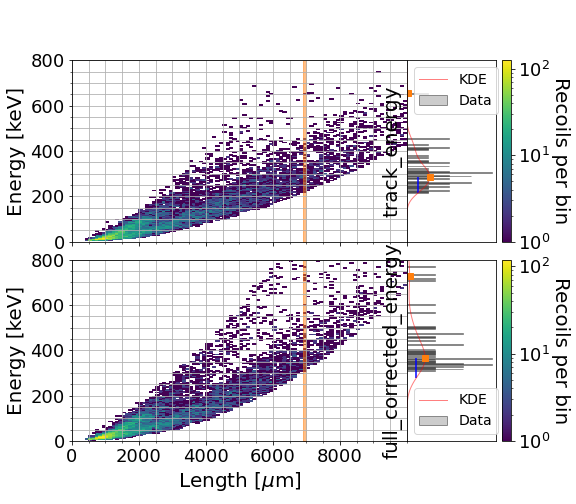 800
600
400
200
0
Energy [keV]
track_energy
KDE
Data
10²
10¹
10⁰
Recoils per bin
800
600
400
200
0
Energy [keV]
full_corrected_energy
KDE
Data
10²
10¹
10⁰
Recoils per bin
0
2000
4000
6000
8000
Length [μm]